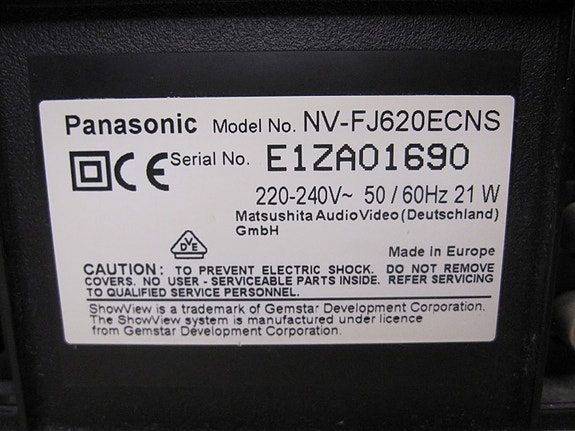 Panasonic Model No. NV-FJ620ECNS
CE Serial No. E1ZA01690
220-240V~ 50/60Hz 21 W
Matsushita Audio Video (Deutschland)
GmbH
DVE
Made in Europe
CAUTION: TO PREVENT ELECTRIC SHOCK. DO NOT REMOVE
COVERS. NO USER - SERVICEABLE PARTS INSIDE. REFER SERVICING
TO QUALIFIED SERVICE PERSONNEL.
ShowView is a trademark of Gemstar Development Corporation.
The ShowView system is manufactured under licence
from Gemstar Development Corporation.